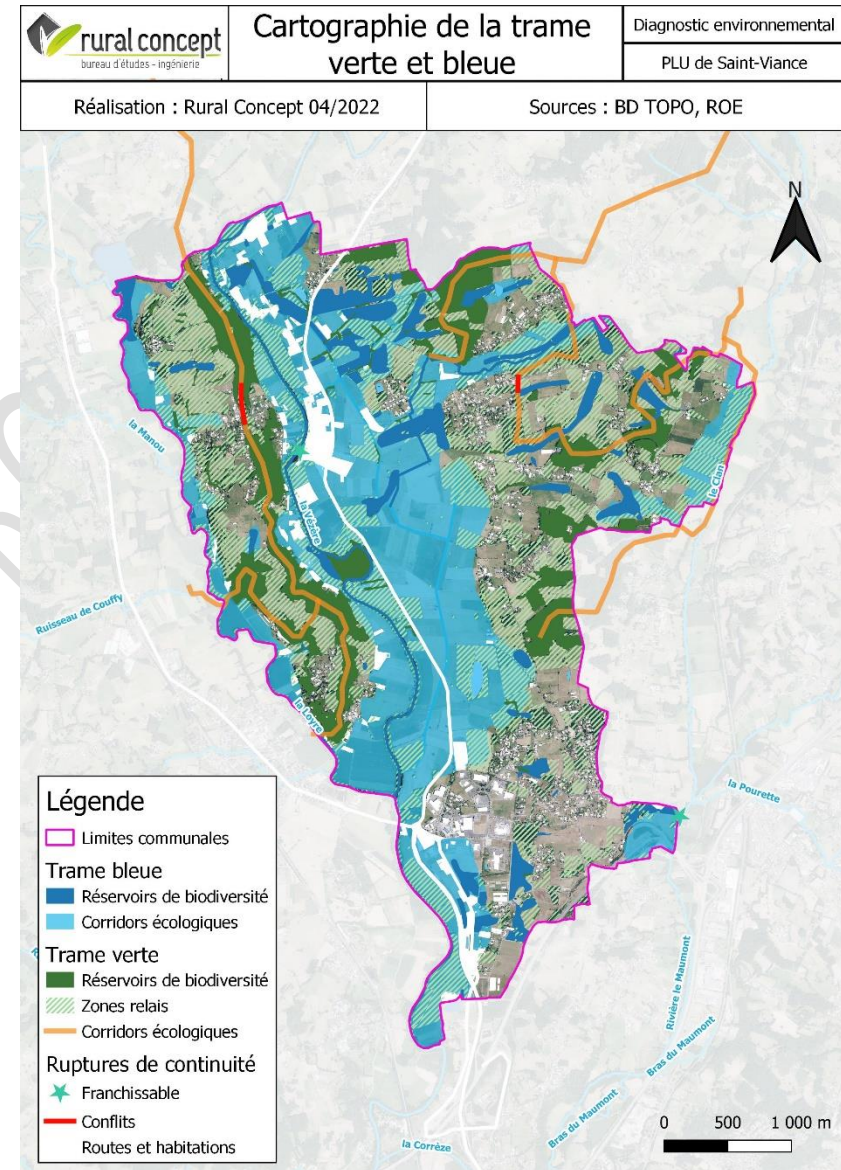 rural concept
bureau d'études - ingénierie
Cartographie de la trame
verte et bleue
Diagnostic environnemental
PLU de Saint-Viance
Réalisation : Rural Concept 04/2022
Sources : BD TOPO, ROE
N
la Manou
la Vézère
le Clan
Ruisseau de Couffy
la Loyre
la Pourette
Rivière le Maumont
Bras du Maumont
Bras du Maumont
la Corrèze
Légende
Limites communales
Trame bleue
Réservoirs de biodiversité
Corridors écologiques
Trame verte
Réservoirs de biodiversité
Zones relais
Corridors écologiques
Ruptures de continuité
Franchissable
Conflits
Routes et habitations
0 500 1 000 m